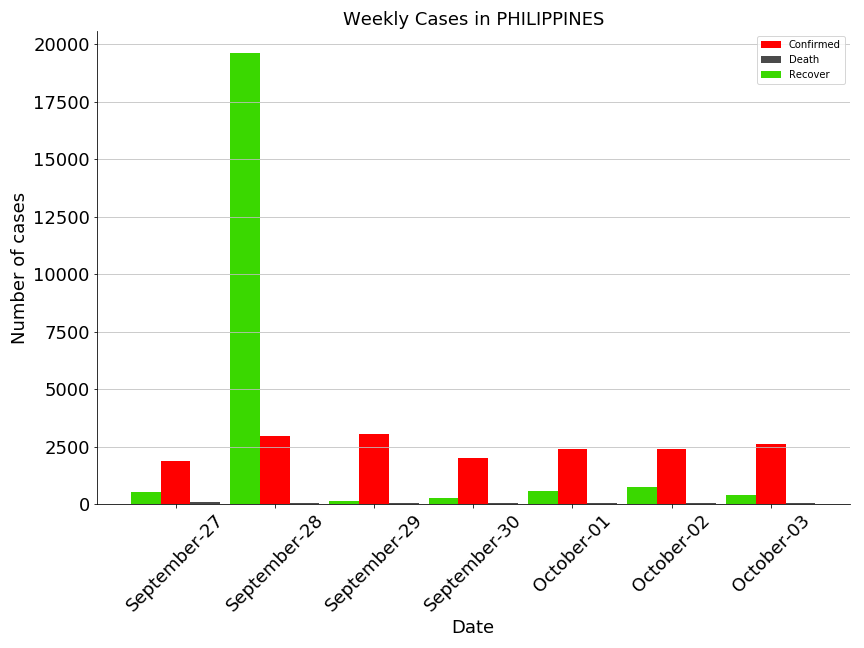 Weekly Cases in PHILIPPINES
Confirmed
Death
Recover
Number of cases
20000
17500
15000
12500
10000
7500
5000
2500
0
September-27
September-28
September-29
September-30
October-01
October-02
October-03
Date